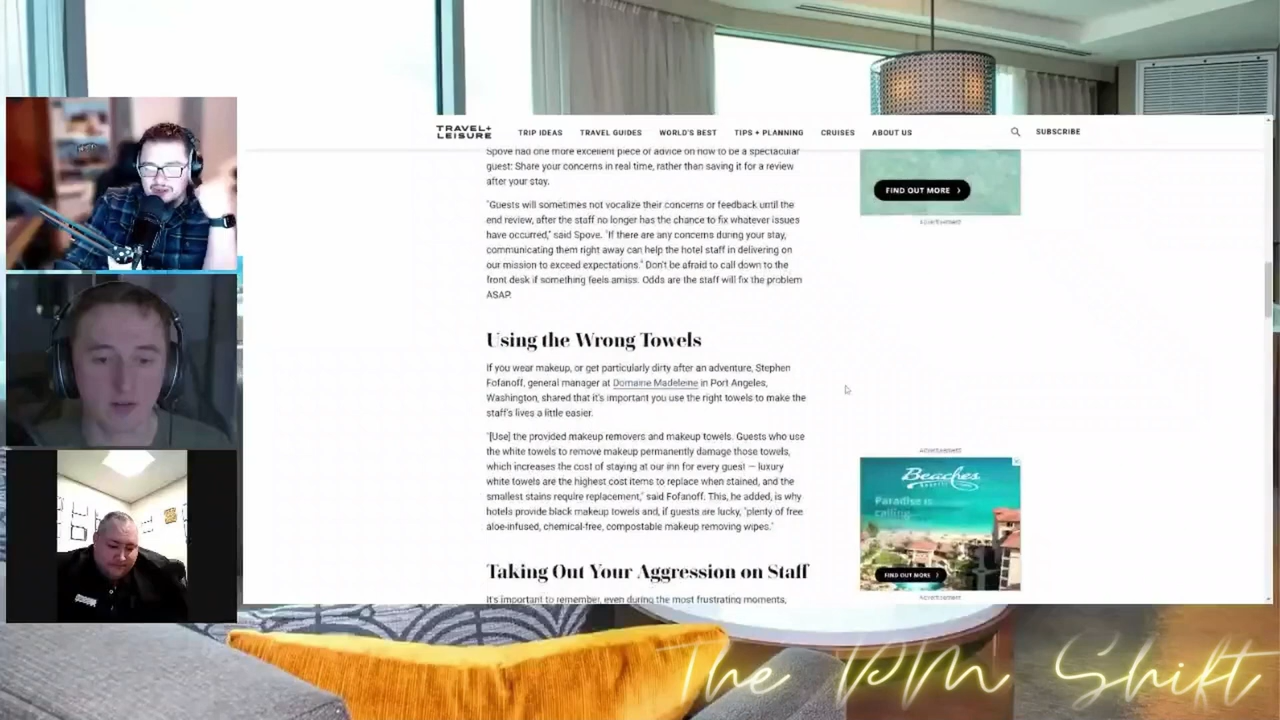 TRAVEL+
LEISURE
TRIP IDEAS
TRAVEL GUIDES
WORLD'S BEST
TIPS + PLANNING
CRUISES
ABOUT US
SUBSCRIBE
Spove had one more excellent piece of advice on how to be a spectacular
guest: Share your concerns in real time, rather than saving it for a review
after your stay.
"Guests will sometimes not vocalize their concerns or feedback until the
end review, after the staff no longer has the chance to fix whatever issues
have occurred," said Spove. "If there are any concerns during your stay,
communicating them right away can help the hotel staff in delivering on
our mission to exceed expectations." Don't be afraid to call down to the
front desk if something feels amiss. Odds are the staff will fix the problem
ASAP.
Using the Wrong Towels
If you wear makeup, or get particularly dirty after an adventure, Stephen
Fofanoff, general manager at Domaine Madeleine in Port Angeles,
Washington, shared that it's important you use the right towels to make the
staff's lives a little easier.
"[Use] the provided makeup removers and makeup towels. Guests who use
the white towels to remove makeup permanently damage those towels,
which increases the cost of staying at our inn for every guest — luxury
white towels are the highest cost items to replace when stained, and the
smallest stains require replacement," said Fofanoff. This, he added, is why
hotels provide black makeup towels and, if guests are lucky, "plenty of free
aloe-infused, chemical-free, compostable makeup removing wipes."
Taking Out Your Aggression on Staff
It's important to remember, even during the most frustrating moments,
FIND OUT MORE >
Advertisement
Advertisement
Beaches
Paradise is
calling.
FIND OUT MORE >
Advertisement
The PM Shift